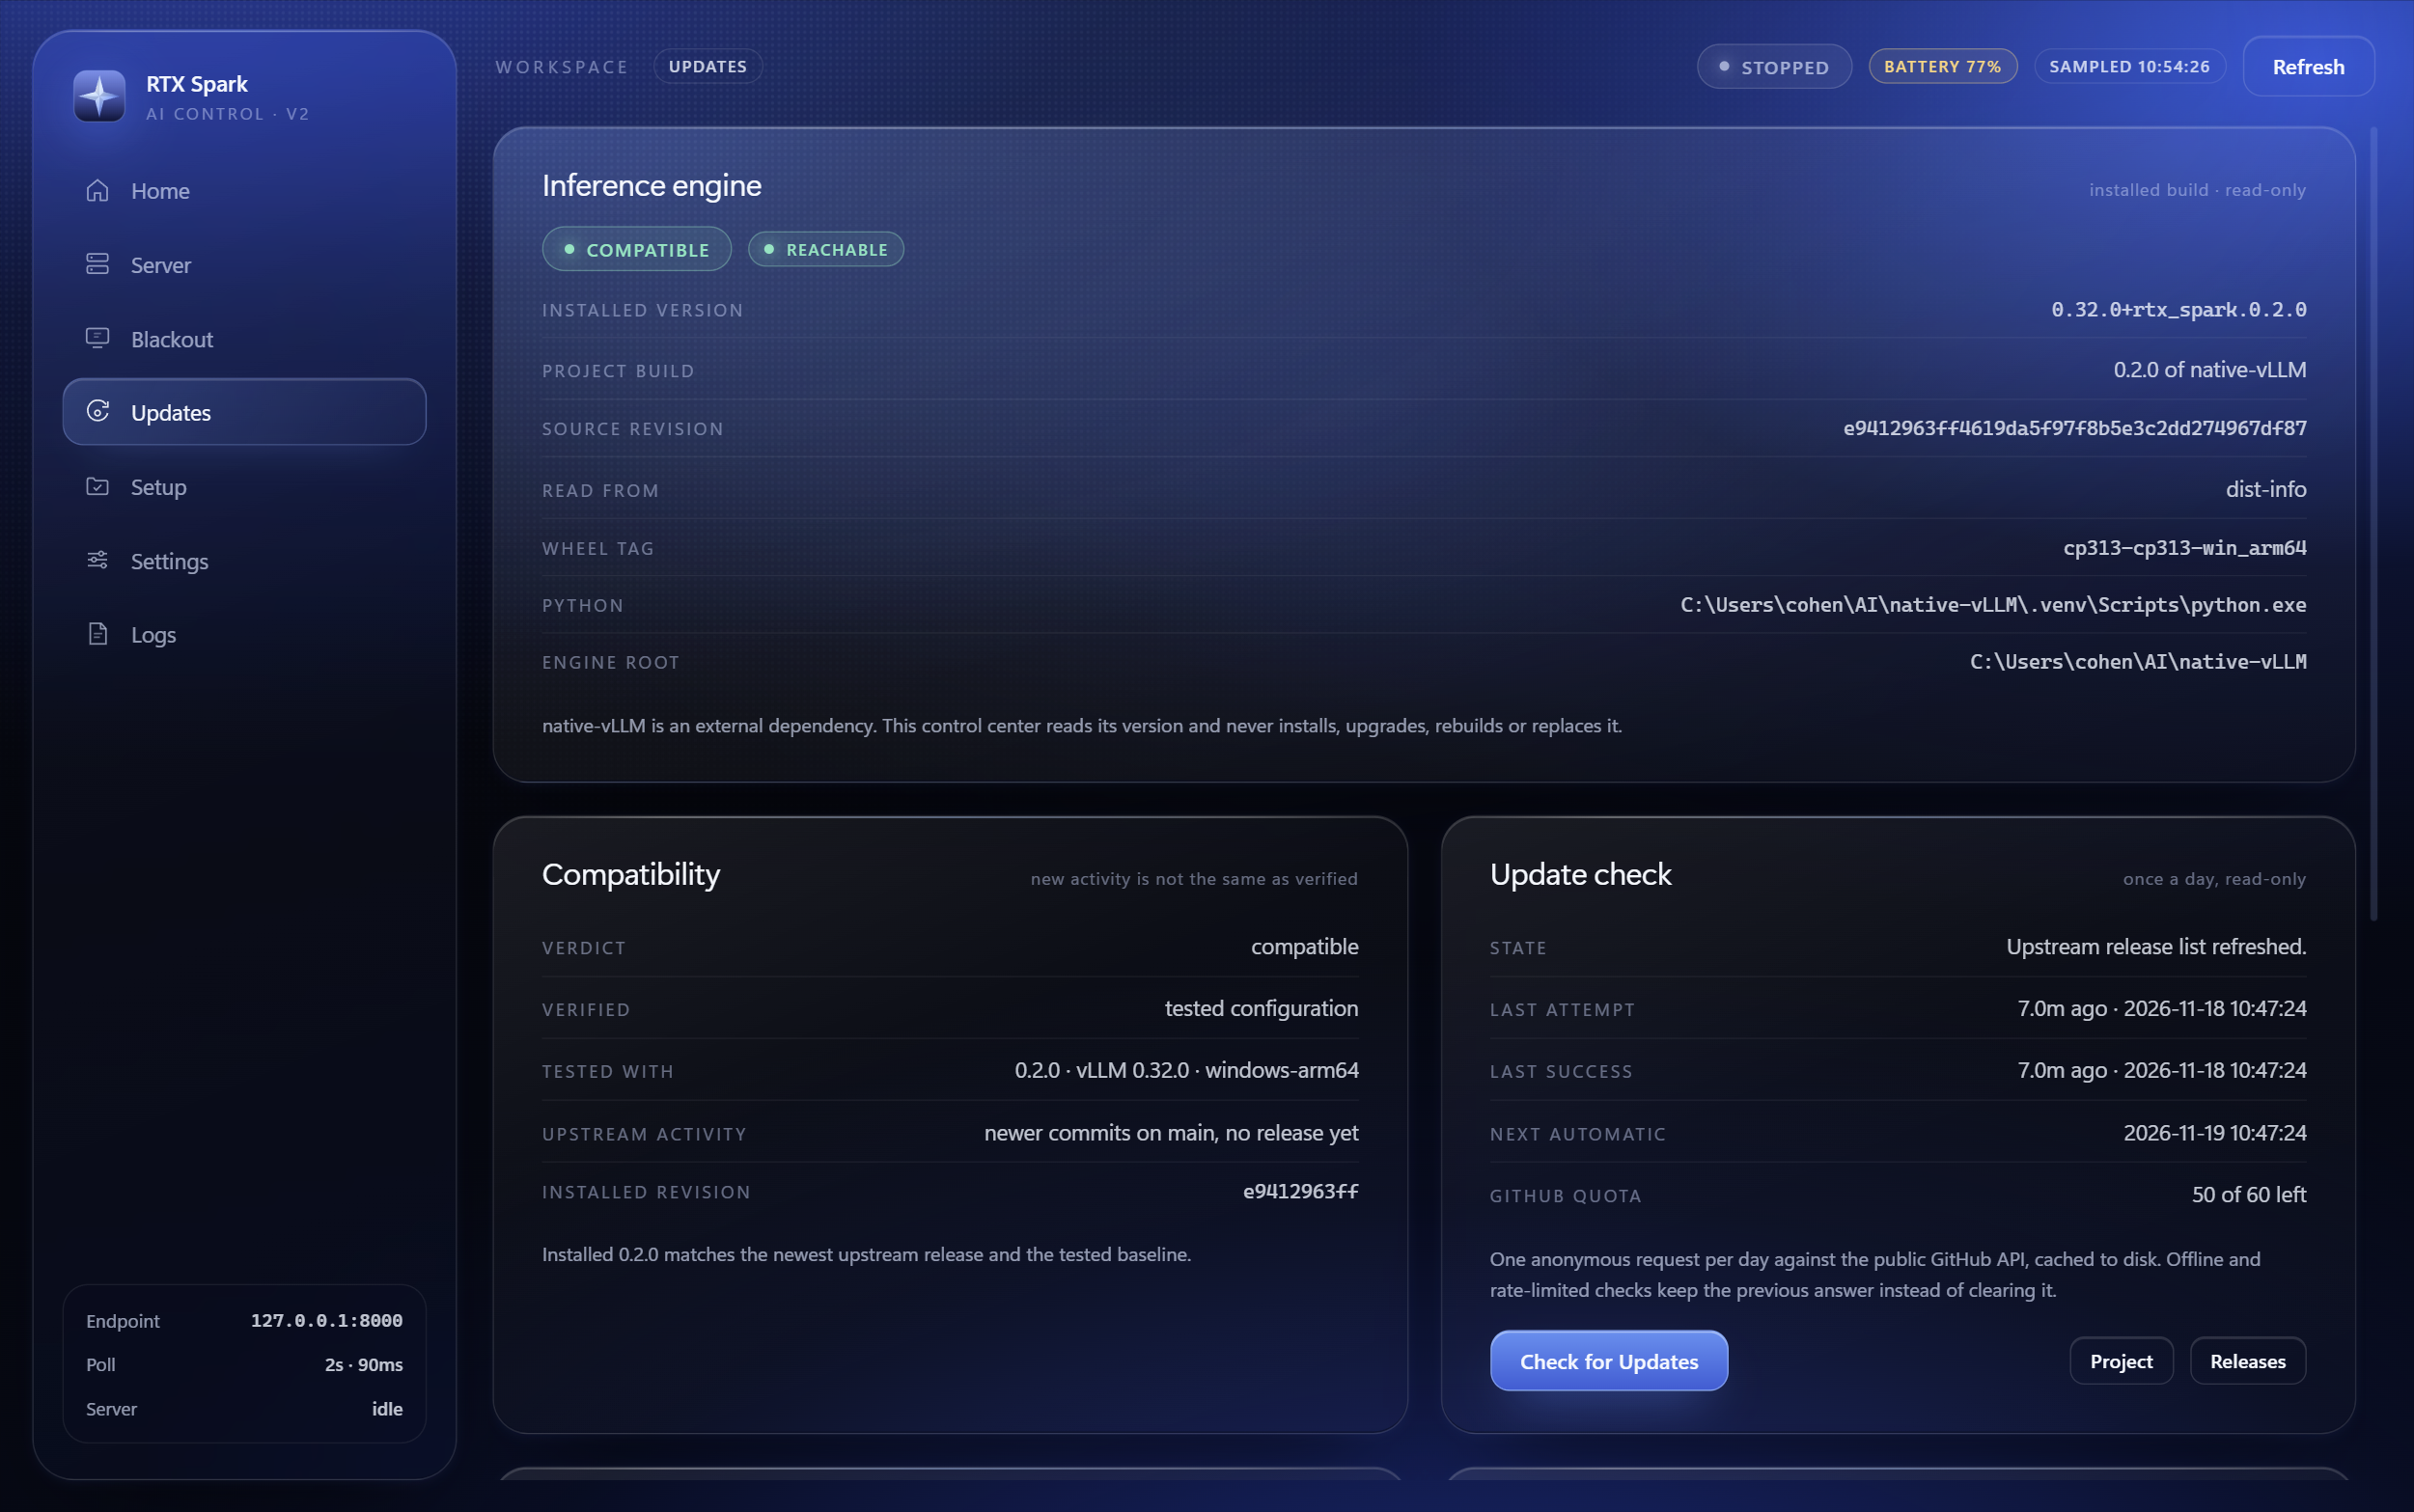 RTX Spark
AI CONTROL · V2
Home
Server
Blackout
Updates
Setup
Settings
Logs
Endpoint 127.0.0.1:8000
Poll 2s · 90ms
Server idle
WORKSPACE UPDATES
STOPPED BATTERY 77% SAMPLED 10:54:26 Refresh
Inference engine installed build · read-only
COMPATIBLE REACHABLE
INSTALLED VERSION 0.32.0+rtx_spark.0.2.0
PROJECT BUILD 0.2.0 of native-vLLM
SOURCE REVISION e9412963ff4619da5f97f8b5e3c2dd274967df87
READ FROM dist-info
WHEEL TAG cp313-cp313-win_arm64
PYTHON C:\Users\cohen\AI\native-vLLM\.venv\Scripts\python.exe
ENGINE ROOT C:\Users\cohen\AI\native-vLLM
native-vLLM is an external dependency. This control center reads its version and never installs, upgrades, rebuilds or replaces it.
Compatibility new activity is not the same as verified
VERDICT compatible
VERIFIED tested configuration
TESTED WITH 0.2.0 · vLLM 0.32.0 · windows-arm64
UPSTREAM ACTIVITY newer commits on main, no release yet
INSTALLED REVISION e9412963ff
Installed 0.2.0 matches the newest upstream release and the tested baseline.
Update check once a day, read-only
STATE Upstream release list refreshed.
LAST ATTEMPT 7.0m ago · 2026-11-18 10:47:24
LAST SUCCESS 7.0m ago · 2026-11-18 10:47:24
NEXT AUTOMATIC 2026-11-19 10:47:24
GITHUB QUOTA 50 of 60 left
One anonymous request per day against the public GitHub API, cached to disk. Offline and
rate-limited checks keep the previous answer instead of clearing it.
Check for Updates Project Releases